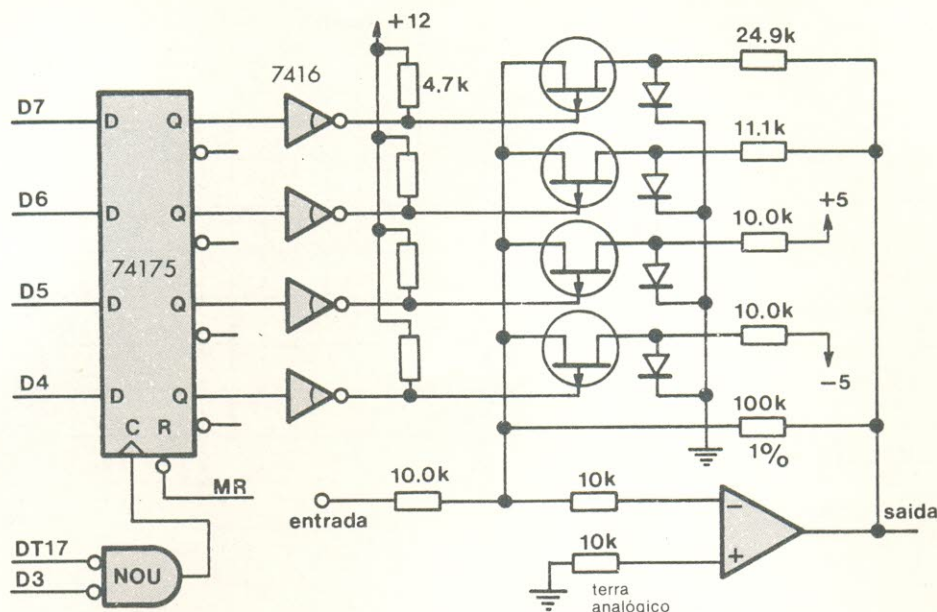 +12
24.9k
7416
4.7k
D7
D
Q
11.1k
D6
D
Q
10.0k
+5
74175
D5
D
Q
10.0k
-5
D4
D
Q
C
R
100k
1%
MR
10.0k
10k
entrada
-
saida
DT17
NOU
D3
10k
+
terra
analógico